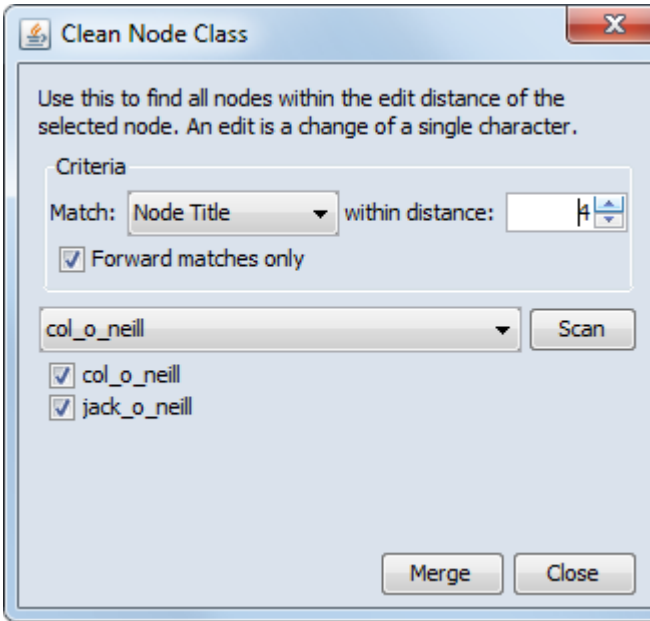 Clean Node Class
Use this to find all nodes within the edit distance of the
selected node. An edit is a change of a single character.
Criteria
Match: Node Title within distance: 4
Forward matches only
col_o_neill Scan
col_o_neill
jack_o_neill
Merge Close